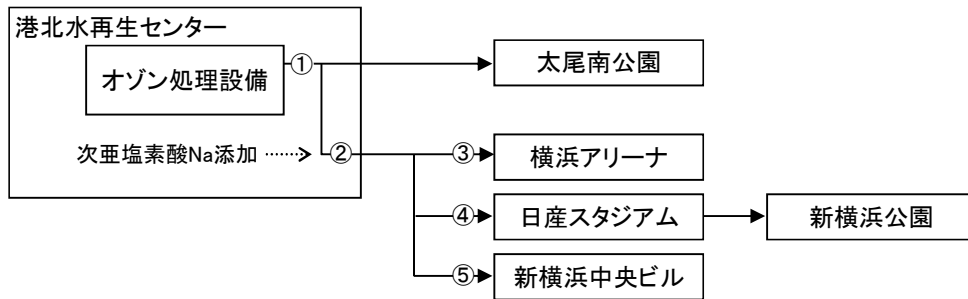 港北水再生センター
オゾン処理設備
①
太尾南公園
次亜塩素酸Na添加
②
③
横浜アリーナ
④
日産スタジアム
新横浜公園
⑤
新横浜中央ビル